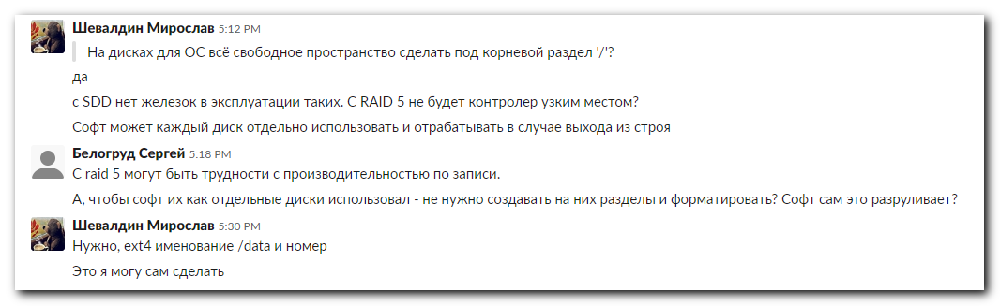 Шевалдин Мирослав 5:12 PM
На дисках для ОС всё свободное пространство сделать под корневой раздел '/'?
да
с SDD нет железок в эксплуатации таких. С RAID 5 не будет контролер узким местом?
Софт может каждый диск отдельно использовать и отрабатывать в случае выхода из строя
Белогруд Сергей 5:18 PM
С raid 5 могут быть трудности с производительностью по записи.
А, чтобы софт их как отдельные диски использовал - не нужно создавать на них разделы и форматировать? Софт сам это разруливает?
Шевалдин Мирослав 5:30 PM
Нужно, ext4 именование /data и номер
Это я могу сам сделать